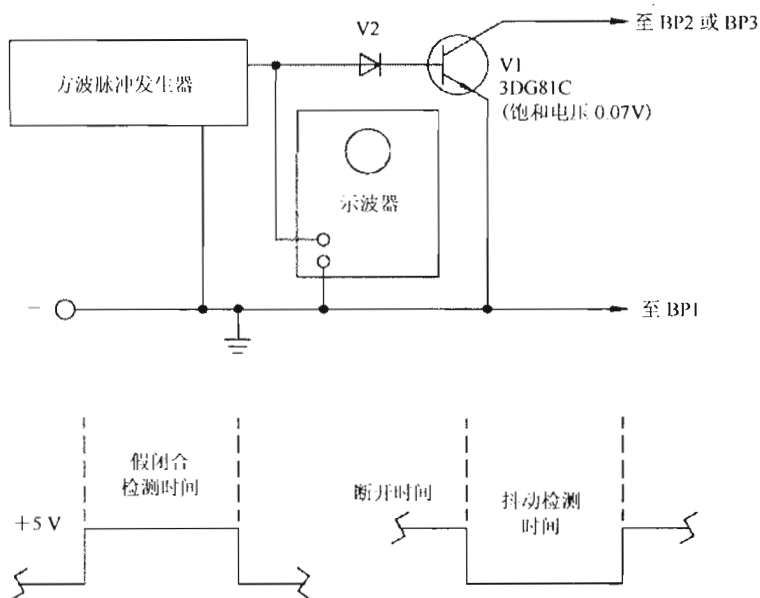 至 BP2 或 BP3
V2
方波脉冲发生器
V1
3DG81C
(饱和电压 0.07V)
示波器
−
至 BP1
假闭合
检测时间
+5 V
断开时间
抖动检测
时间